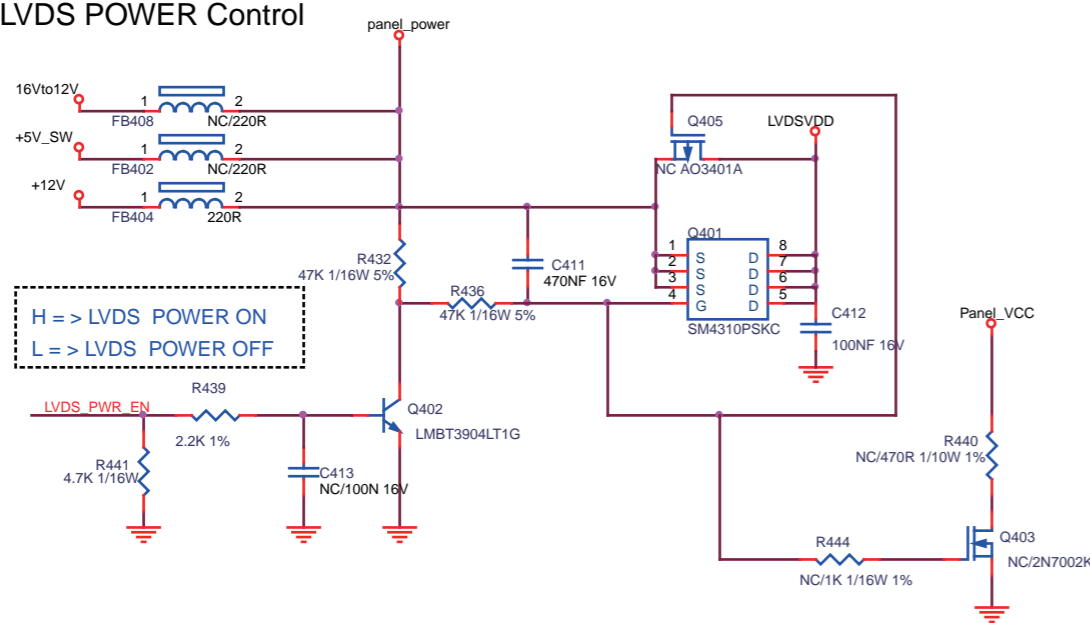 LVDS POWER Control
panel_power
16Vto12V
1
2
FB408
NC/220R
+5V_SW
1
2
FB402
NC/220R
+12V
1
2
FB404
220R
Q405
NC AO3401A
LVDSVDD
R432
47K 1/16W 5%
C411
470NF 16V
R436
47K 1/16W 5%
Q401
1 S D 8
2 S D 7
3 S D 6
4 G D 5
SM4310PSKC
C412
100NF 16V
H = > LVDS POWER ON
L = > LVDS POWER OFF
LVDS_PWR_EN
R439
2.2K 1%
R441
4.7K 1/16W
C413
NC/100N 16V
Q402
LMBT3904LT1G
Panel_VCC
R440
NC/470R 1/10W 1%
R444
NC/1K 1/16W 1%
Q403
NC/2N7002K